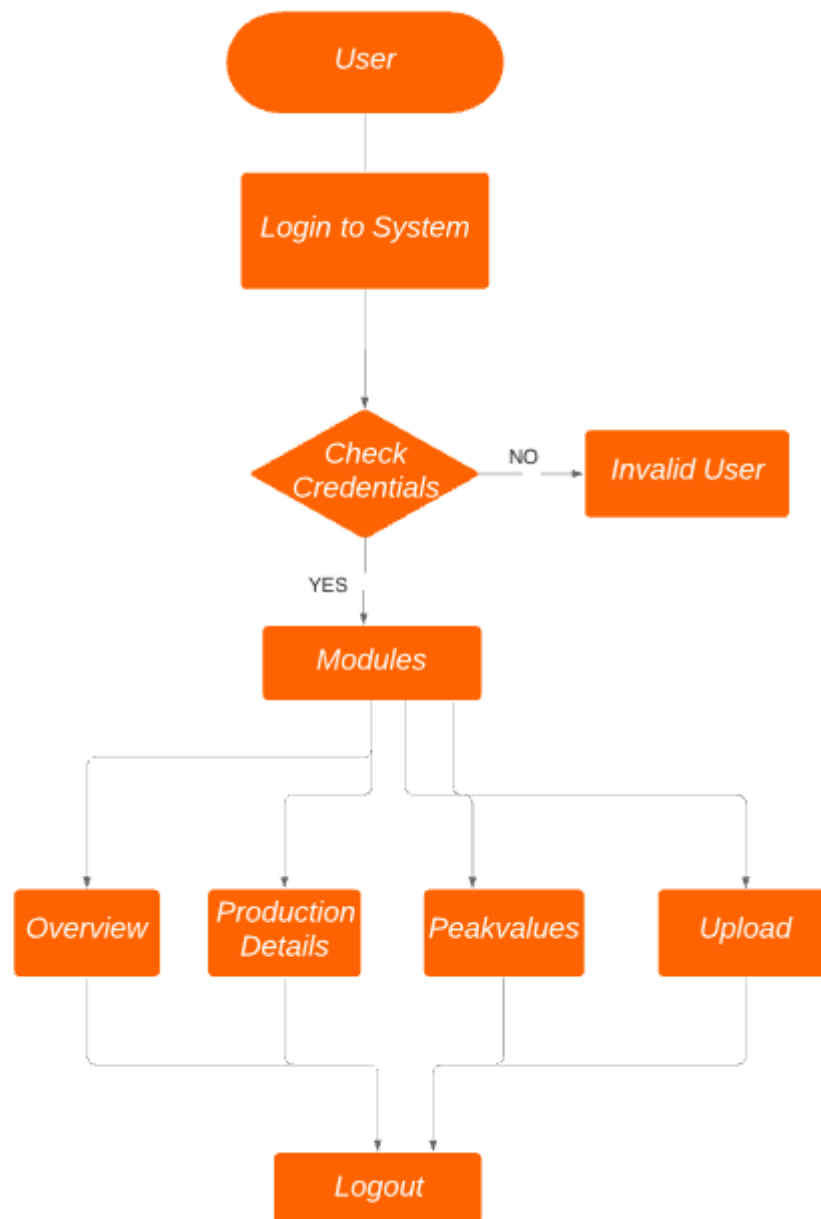 User
Login to System
Check
Credentials
NO
Invalid User
YES
Modules
Overview
Production
Details
Peakvalues
Upload
Logout